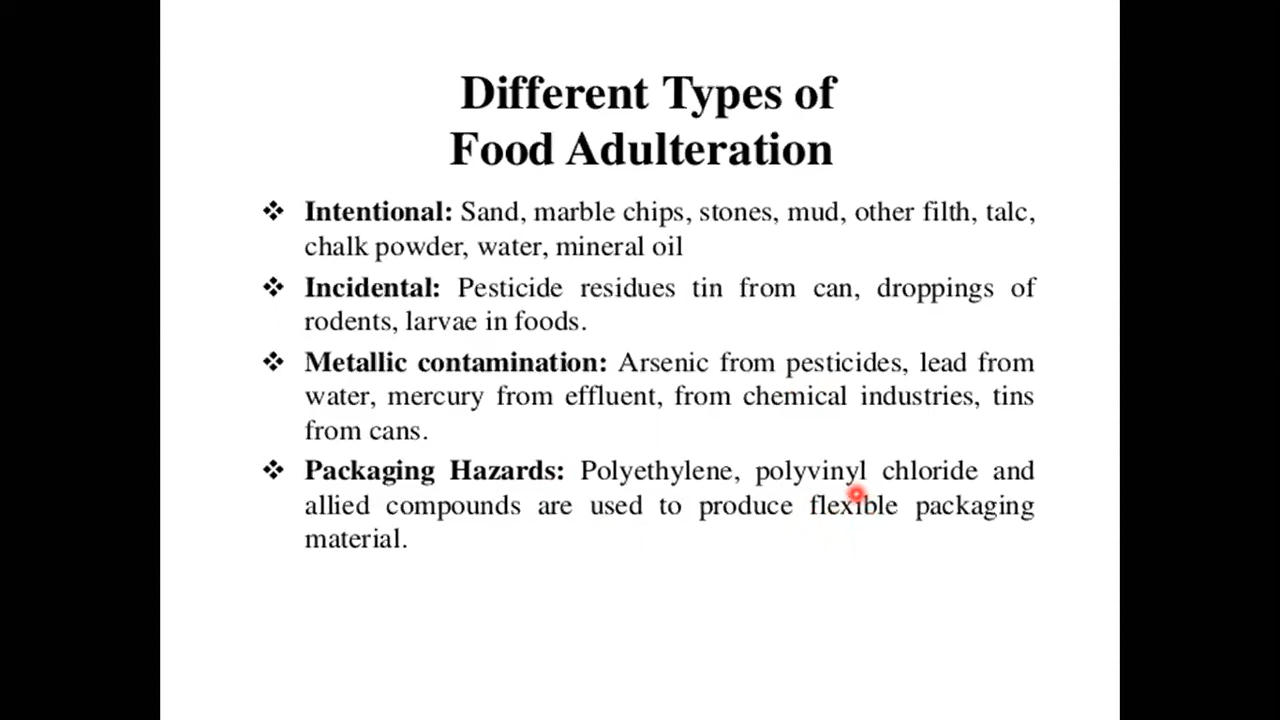 Different Types of
Food Adulteration
❖ Intentional: Sand, marble chips, stones, mud, other filth, talc,
chalk powder, water, mineral oil
❖ Incidental: Pesticide residues tin from can, droppings of
rodents, larvae in foods.
❖ Metallic contamination: Arsenic from pesticides, lead from
water, mercury from effluent, from chemical industries, tins
from cans.
❖ Packaging Hazards: Polyethylene, polyvinyl chloride and
allied compounds are used to produce flexible packaging
material.